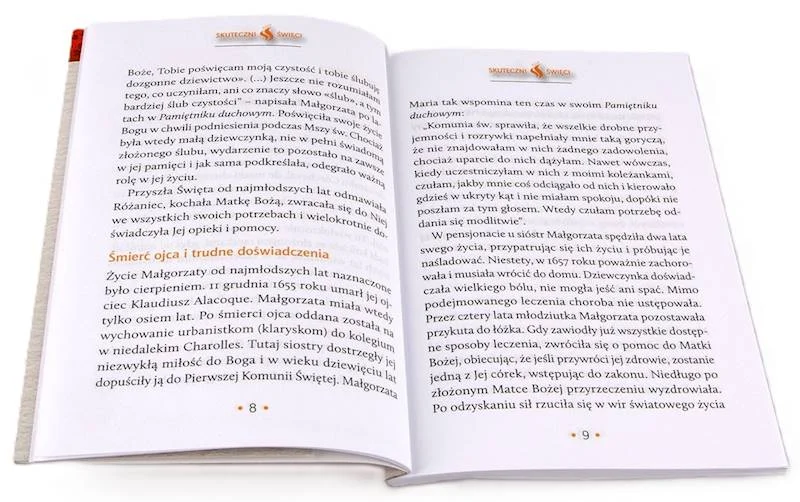 SKUTECZNI ŚWIĘCI
Boże, Tobie poświęcam moją czystość i tobie ślubuję
dozgonne dziewictwo». (...) Jeszcze nie rozumiałam
tego, co uczyniłam, ani co znaczy słowo «ślub», a tym
bardziej ślub czystości” – napisała Małgorzata po la-
tach w Pamiętniku duchowym. Poświęciła swoje życie
Bogu w chwili podniesienia podczas Mszy św. Chociaż
była wtedy małą dziewczynką, nie w pełni świadomą
złożonego ślubu, wydarzenie to pozostało na zawsze
w jej pamięci i jak sama podkreślała, odegrało ważną
rolę w jej życiu.
Przyszła Święta od najmłodszych lat odmawiała
Różaniec, kochała Matkę Bożą, zwracała się do Niej
we wszystkich swoich potrzebach i wielokrotnie do-
świadczyła Jej opieki i pomocy.
Śmierć ojca i trudne doświadczenia
Życie Małgorzaty od najmłodszych lat naznaczone
było cierpieniem. 11 grudnia 1655 roku umarł jej oj-
ciec Klaudiusz Alacoque. Małgorzata miała wtedy
tylko osiem lat. Po śmierci ojca oddana została na
wychowanie urbanistkom (klaryskom) do kolegium
w niedalekim Charolles. Tutaj siostry dostrzegły jej
niezwykłą miłość do Boga i w wieku dziewięciu lat
dopuściły ją do Pierwszej Komunii Świętej. Małgorzata
• 8 •
SKUTECZNI ŚWIĘCI
Maria tak wspomina ten czas w swoim Pamiętniku
duchowym:
„Komunia św. sprawiła, że wszelkie drobne przy-
jemności i rozrywki napełniały mnie taką goryczą,
że nie znajdowałam w nich żadnego zadowolenia,
chociaż uparcie do nich dążyłam. Nawet wówczas,
kiedy uczestniczyłam w nich z moimi koleżankami,
czułam, jakby mnie coś odciągało od nich i kierowało
gdzieś w ukryty kąt i nie miałam spokoju, dopóki nie
poszłam za tym głosem. Wtedy czułam potrzebę od-
dania się modlitwie”.
W pensjonacie u sióstr Małgorzata spędziła dwa lata
swego życia, przypatrując się ich życiu i próbując je
naśladować. Niestety, w 1657 roku poważnie zachoro-
wała i musiała wrócić do domu. Dziewczynka doświad-
czała wielkiego bólu, nie mogła jeść ani spać. Mimo
podejmowanego leczenia choroba nie ustępowała.
Przez cztery lata młodziutka Małgorzata pozostawała
przykuta do łóżka. Gdy zawiodły już wszystkie dostęp-
ne sposoby leczenia, zwróciła się o pomoc do Matki
Bożej, obiecując, że jeśli przywróci jej zdrowie, zostanie
jedną z Jej córek, wstępując do zakonu. Niedługo po
złożonym Matce Bożej przyrzeczeniu wyzdrowiała.
Po odzyskaniu sił rzuciła się w wir światowego życia
• 9 •